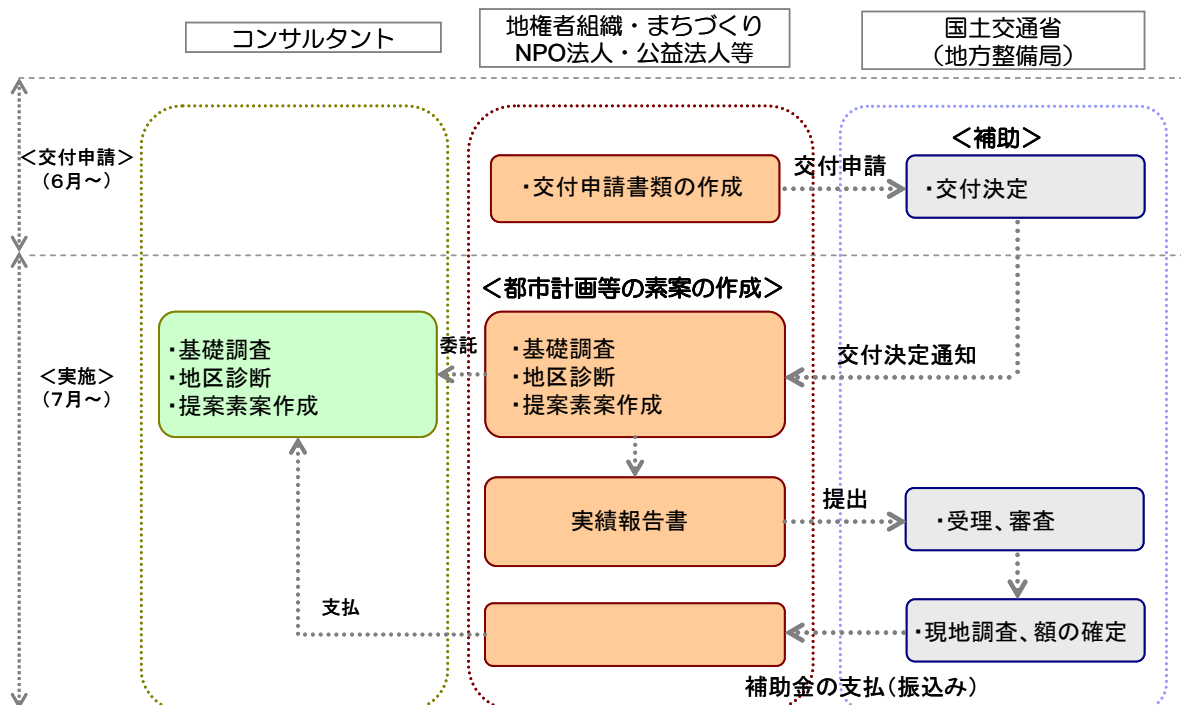 コンサルタント
地権者組織・まちづくり
NPO法人・公益法人等
国土交通省
（地方整備局）
＜交付申請＞
（6月～）
・交付申請書類の作成
交付申請
＜補助＞
・交付決定
＜実施＞
（7月～）
＜都市計画等の素案の作成＞
・基礎調査
・地区診断
・提案素案作成
委託
・基礎調査
・地区診断
・提案素案作成
交付決定通知
実績報告書
提出
・受理、審査
支払
・現地調査、額の確定
補助金の支払（振込み）